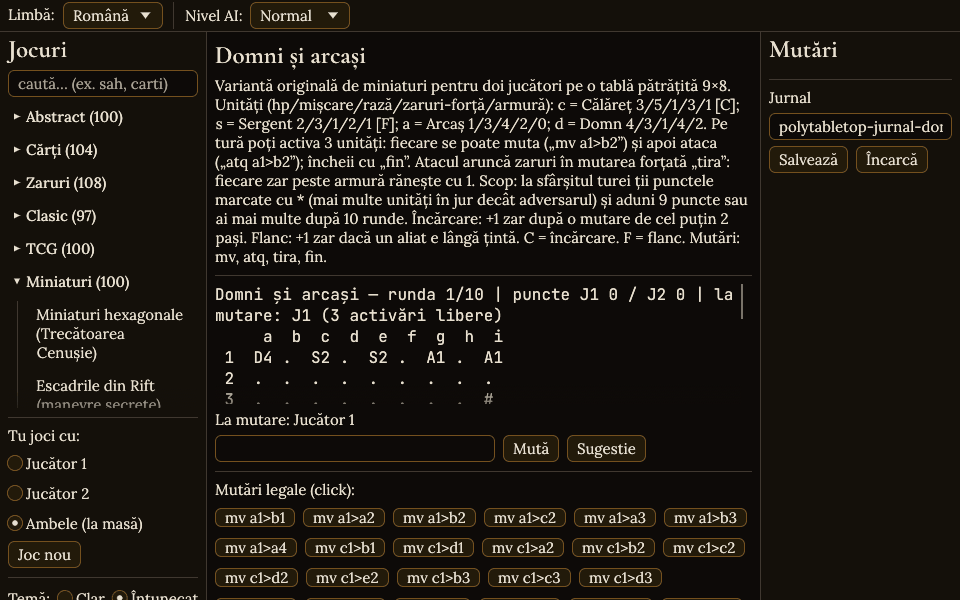 Limbă: Română ▼ Nivel AI: Normal ▼
Jocuri
caută... (ex. sah, carti)
▸ Abstract (100)
▸ Cărți (104)
▸ Zaruri (108)
▸ Clasic (97)
▸ TCG (100)
▾ Miniaturi (100)
Miniaturi hexagonale
(Trecătoarea
Cenușie)
Escadrile din Rift
(manevre secrete)
Tu joci cu:
Jucător 1
Jucător 2
Ambele (la masă)
Joc nou
Temă: Clar Întunecat
Domni și arcași
Variantă originală de miniaturi pentru doi jucători pe o tablă pătrățită 9×8.
Unități (hp/mișcare/rază/zaruri-forță/armură): c = Călăreț 3/5/1/3/1 [C];
s = Sergent 2/3/1/2/1 [F]; a = Arcaș 1/3/4/2/0; d = Domn 4/3/1/4/2. Pe
tură poți activa 3 unități: fiecare se poate muta („mv a1>b2”) și apoi ataca
(„atq a1>b2”); închei cu „fin”. Atacul aruncă zaruri în mutarea forțată „tira”:
fiecare zar peste armură rănește cu 1. Scop: la sfârșitul turei ții punctele
marcate cu * (mai multe unități în jur decât adversarul) și aduni 9 puncte sau
ai mai multe după 10 runde. Încărcare: +1 zar după o mutare de cel puțin 2
pași. Flanc: +1 zar dacă un aliat e lângă țintă. C = încărcare. F = flanc. Mutări:
mv, atq, tira, fin.
Domni și arcași — runda 1/10 | puncte J1 0 / J2 0 | la
mutare: J1 (3 activări libere)
a b c d e f g h i
1 D4 . S2 . S2 . A1 . A1
2 . . . . . . . . .
3 . . . . . . . . #
La mutare: Jucător 1
Mută Sugestie
Mutări legale (click):
mv a1>b1 mv a1>a2 mv a1>b2 mv a1>c2 mv a1>a3 mv a1>b3
mv a1>a4 mv c1>b1 mv c1>d1 mv c1>a2 mv c1>b2 mv c1>c2
mv c1>d2 mv c1>e2 mv c1>b3 mv c1>c3 mv c1>d3
Mutări
Jurnal
polytabletop-jurnal-dor
Salvează Încarcă